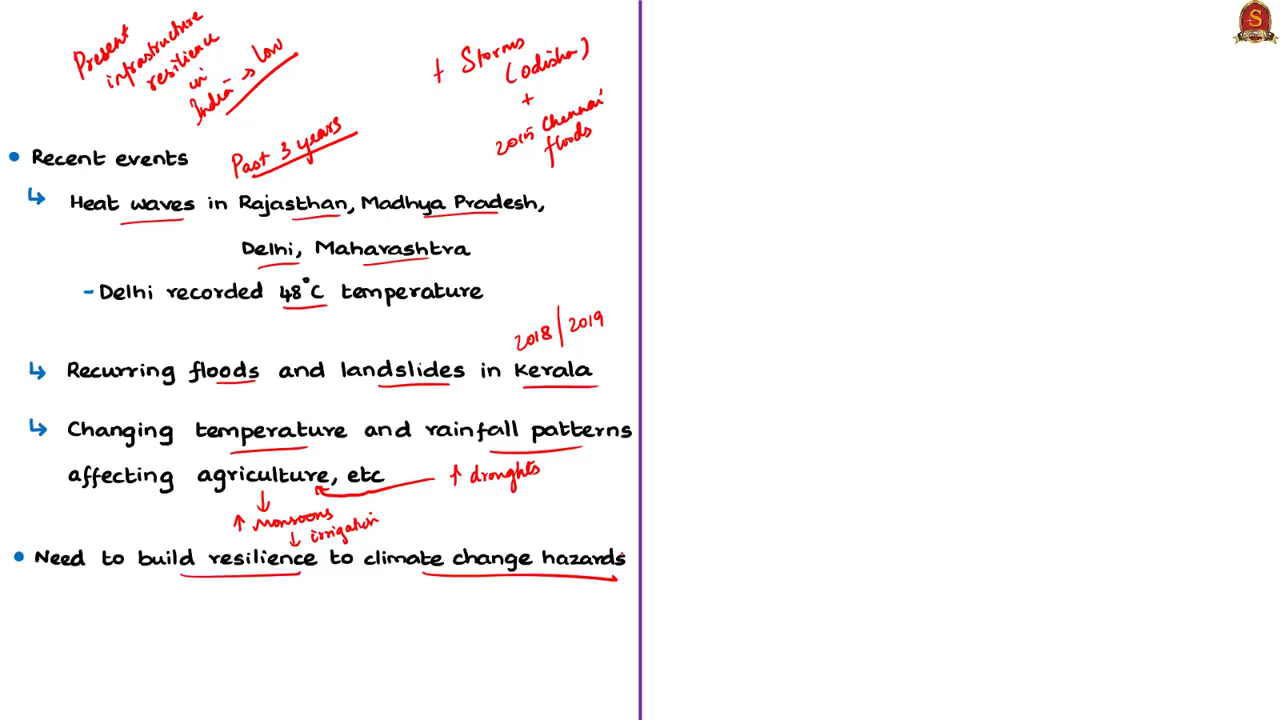 Present
infrastructure
resilience
in
India → low
+ Storms
(odisha)
+
2015 Chennai
floods
• Recent events
Past 3 years
↳ Heat waves in Rajasthan, Madhya Pradesh,
Delhi, Maharashtra
- Delhi recorded 48°C temperature
2018/2019
↳ Recurring floods and landslides in Kerala
↳ Changing temperature and rainfall patterns
affecting agriculture, etc
↑ droughts
↑ monsoons
↓ irrigation
• Need to build resilience to climate change hazards
S